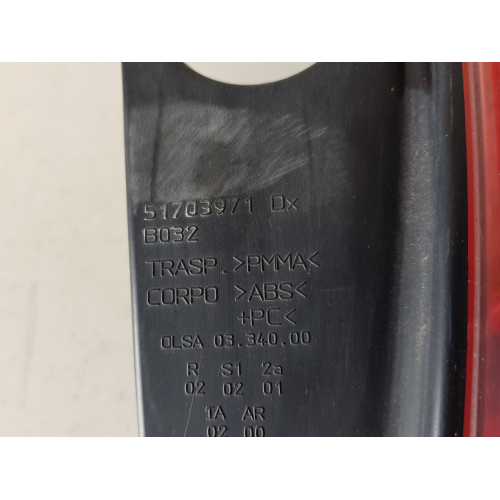 51703971 Dx
B032
TRASP. >PMMA<
CORPO >ABS<
+PC<
OLSA 03.340.00
R S1 2a
02 02 01
1A AR
02 00